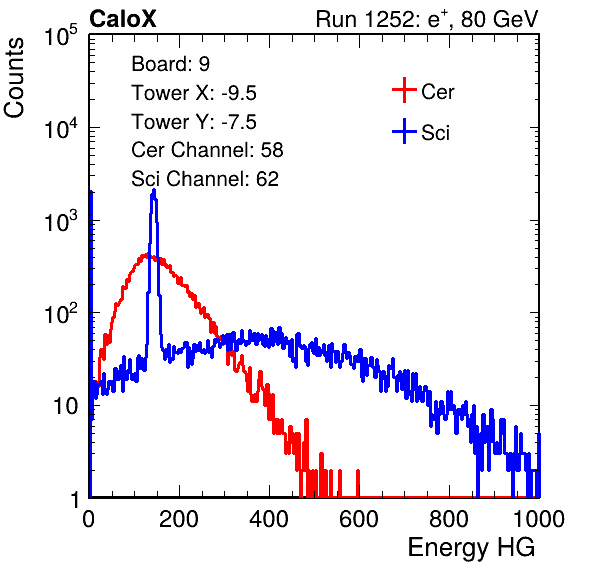 CaloX Run 1252: e⁺, 80 GeV
Counts
10⁵
10⁴
10³
10²
10
1
Board: 9
Tower X: -9.5
Tower Y: -7.5
Cer Channel: 58
Sci Channel: 62
Cer
Sci
0 200 400 600 800 1000
Energy HG